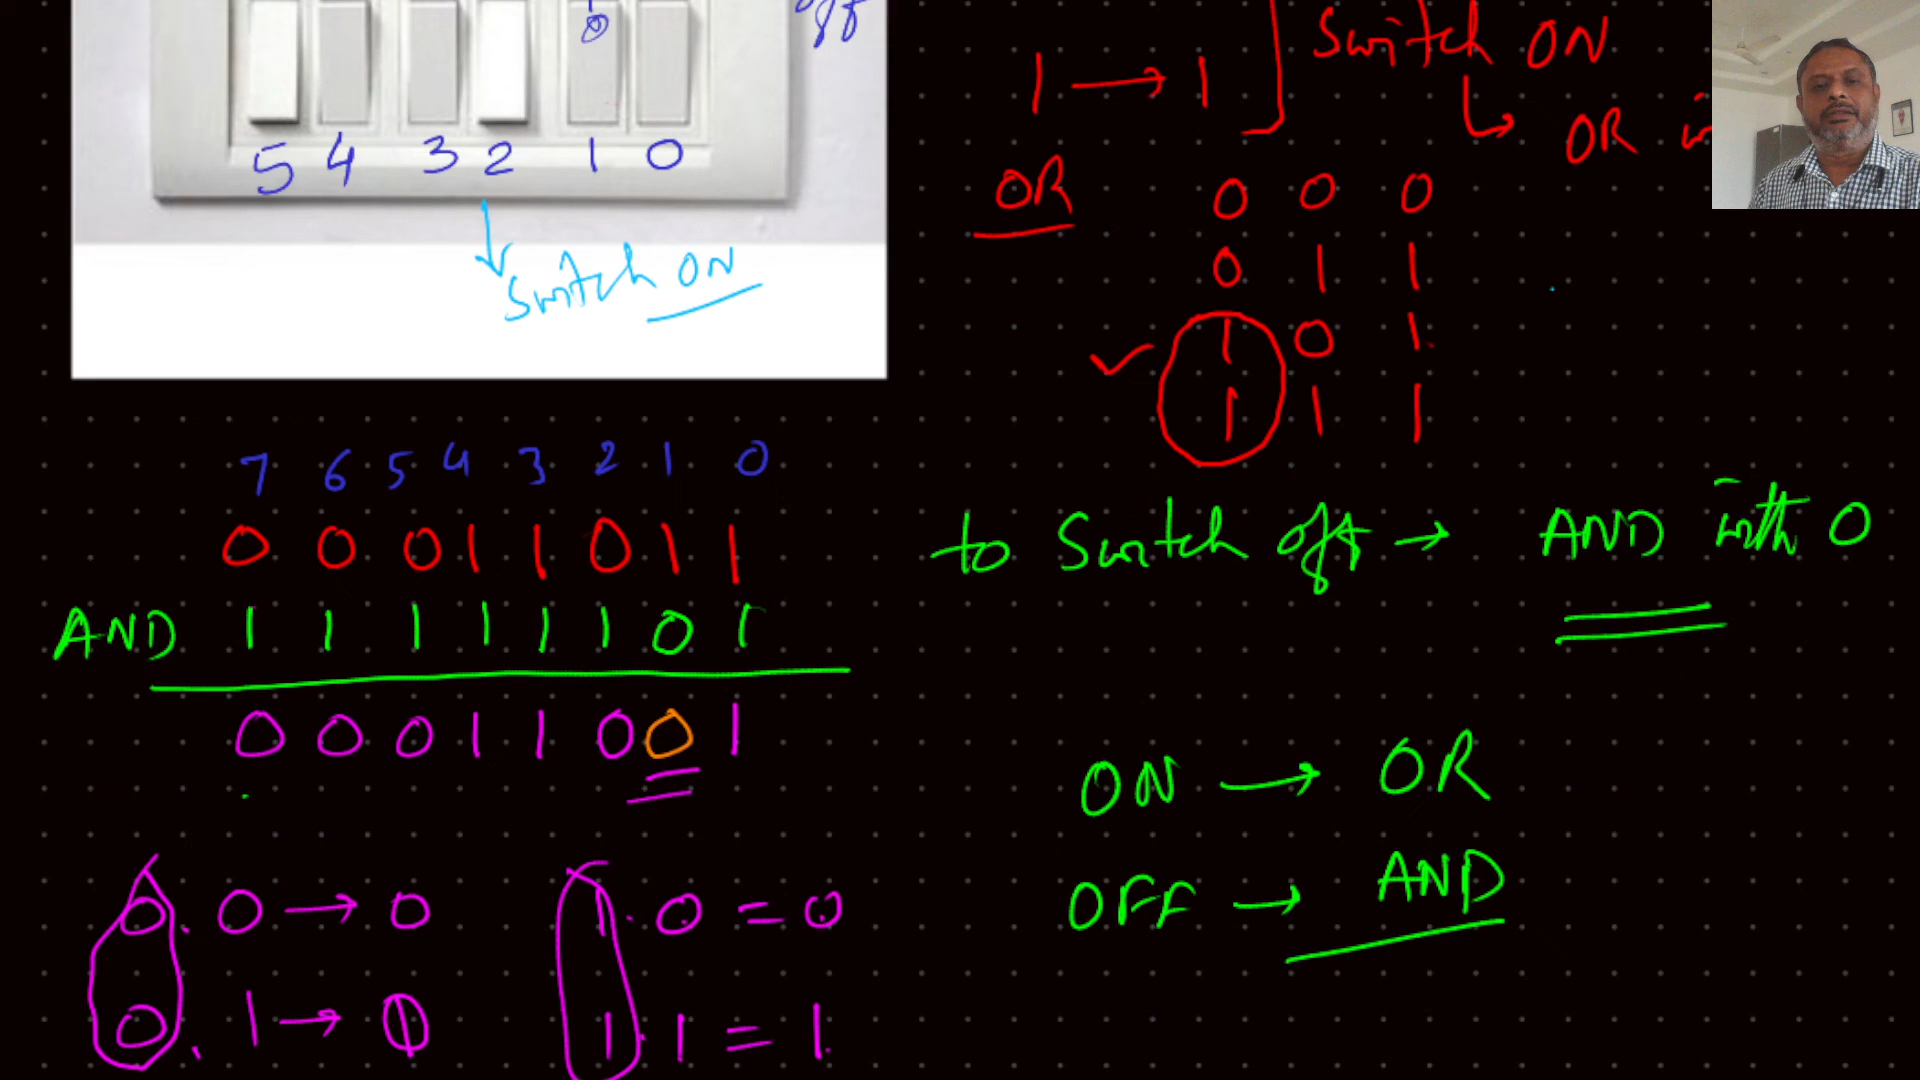 0
off
5 4 3 2 1 0
Switch ON
1 → 1 ] Switch ON
OR
OR
0 0 0
0 1 1
1 0 1
1 1 1
7 6 5 4 3 2 1 0
0 0 0 1 1 0 1 1
AND 1 1 1 1 1 1 0 1
0 0 0 1 1 0 0 1
to Switch off → AND with 0
ON → OR
OFF → AND
0 . 0 → 0
0 . 1 →
1 . 0 = 0
1 . 1 = 1